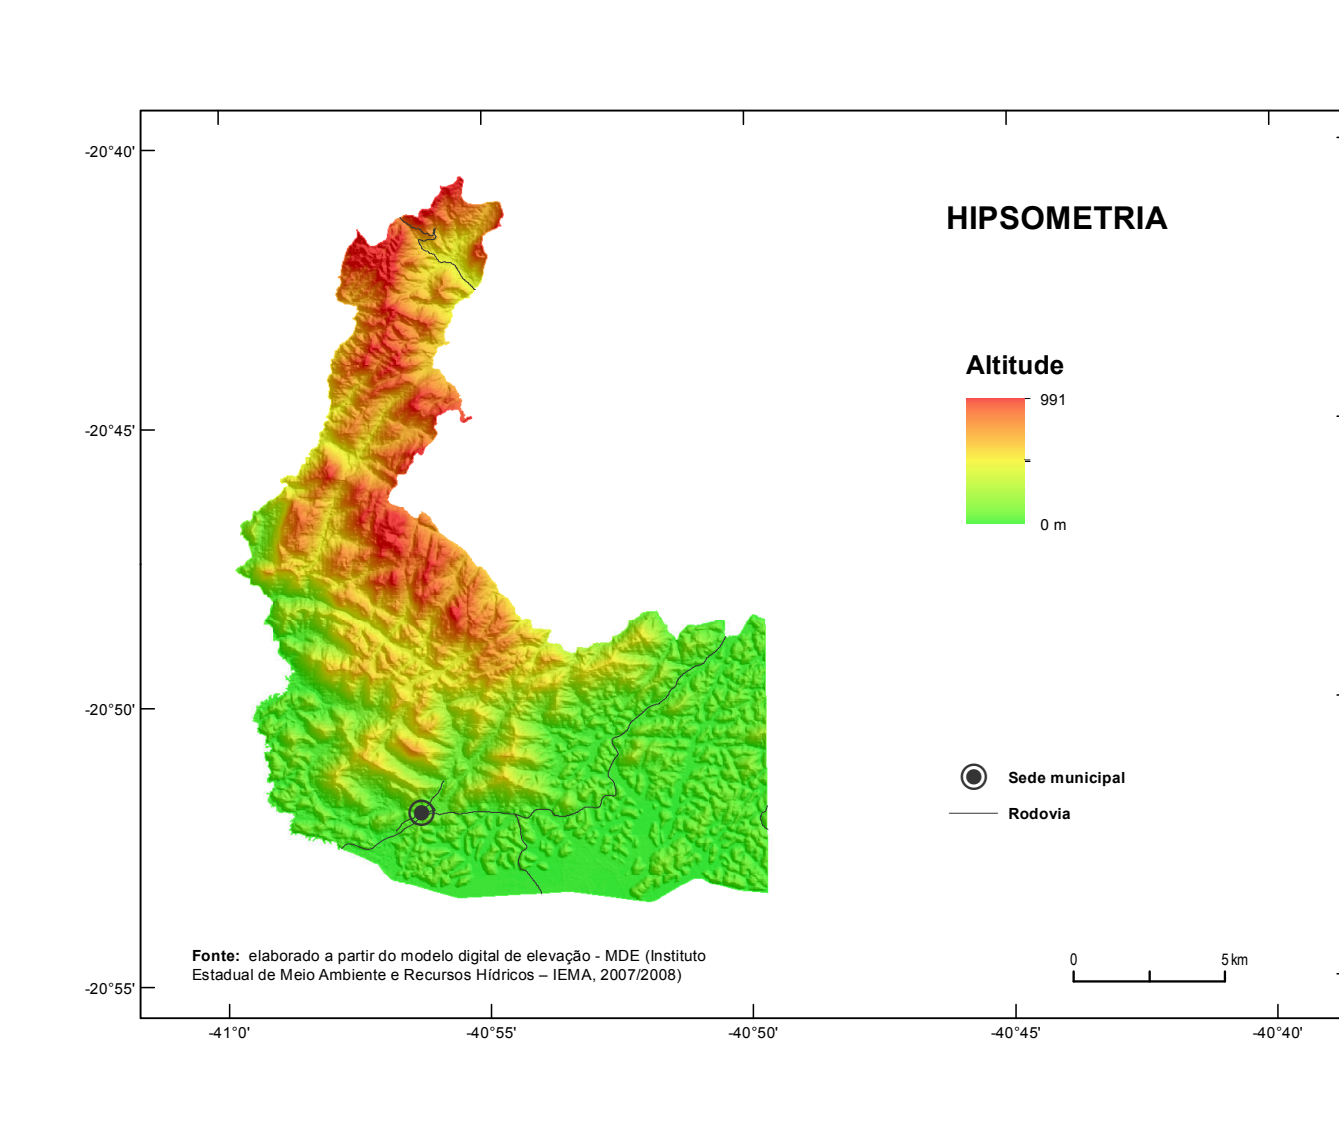 -20°40'
HIPSOMETRIA
Altitude
991
-20°45'
0 m
-20°50'
Sede municipal
Rodovia
Fonte: elaborado a partir do modelo digital de elevação - MDE (Instituto
Estadual de Meio Ambiente e Recursos Hídricos – IEMA, 2007/2008)
0 5 km
-20°55'
-41°0' -40°55' -40°50' -40°45' -40°40'